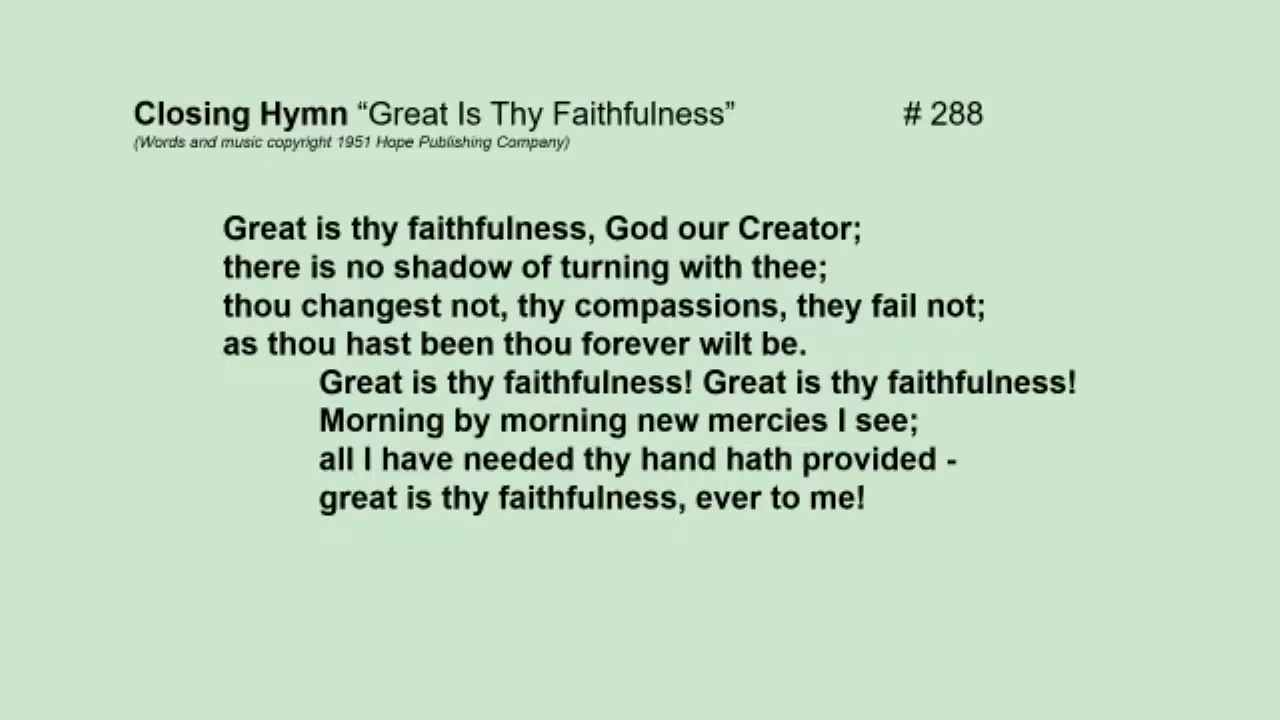 Closing Hymn “Great Is Thy Faithfulness” # 288
(Words and music copyright 1951 Hope Publishing Company)
Great is thy faithfulness, God our Creator;
there is no shadow of turning with thee;
thou changest not, thy compassions, they fail not;
as thou hast been thou forever wilt be.
Great is thy faithfulness! Great is thy faithfulness!
Morning by morning new mercies I see;
all I have needed thy hand hath provided -
great is thy faithfulness, ever to me!